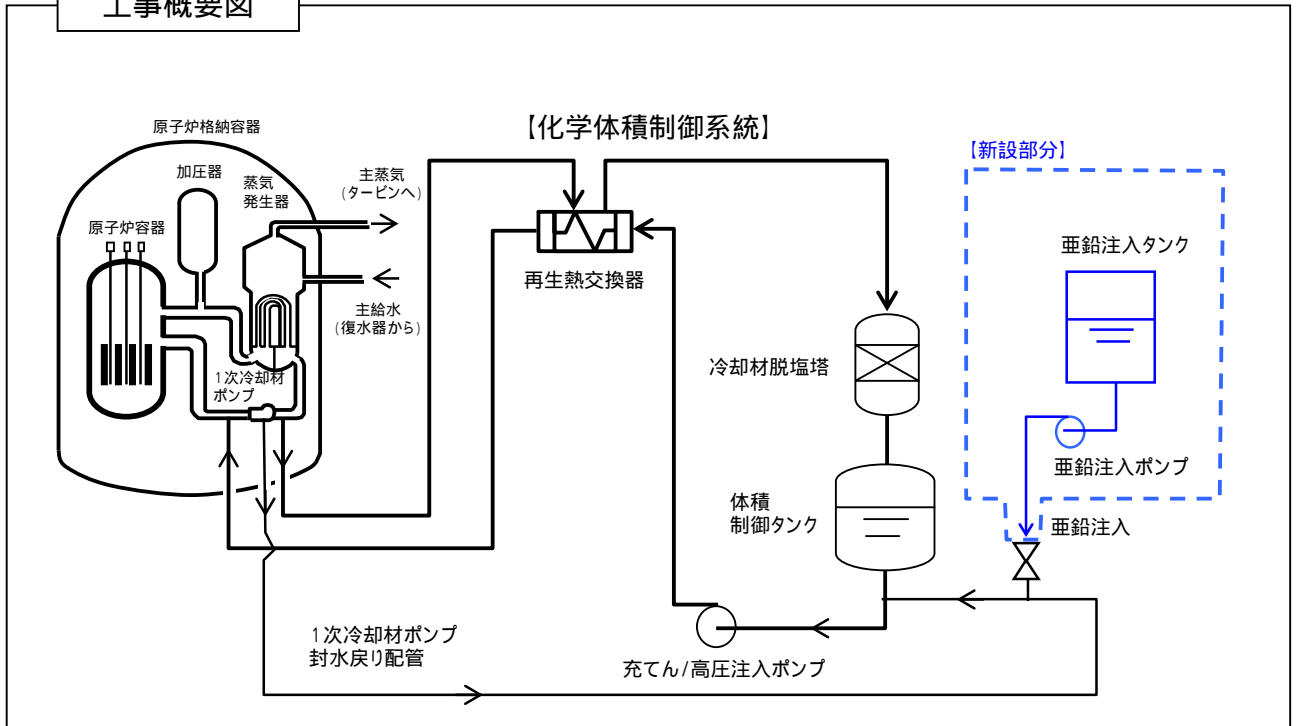 工事概要図
【化学体積制御系統】
原子炉格納容器
加圧器
蒸気
発生器
主蒸気
(タービンへ)
原子炉容器
主給水
(復水器から)
1次冷却材
ポンプ
再生熱交換器
冷却材脱塩塔
体積
制御タンク
【新設部分】
亜鉛注入タンク
亜鉛注入ポンプ
亜鉛注入
1次冷却材ポンプ
封水戻り配管
充てん/高圧注入ポンプ